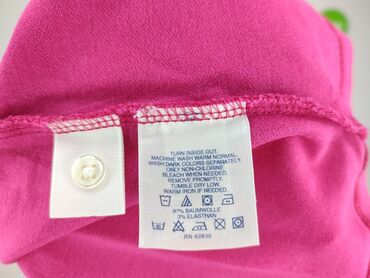 TURN INSIDE OUT.
MACHINE WASH WARM NORMAL.
WASH DARK COLORS SEPARATELY.
ONLY NON-CHLORINE
BLEACH WHEN NEEDED.
REMOVE PROMPTLY.
TUMBLE DRY LOW.
WARM IRON IF NEEDED.
97% BAUMWOLLE
3% ELASTHAN
RN 62830